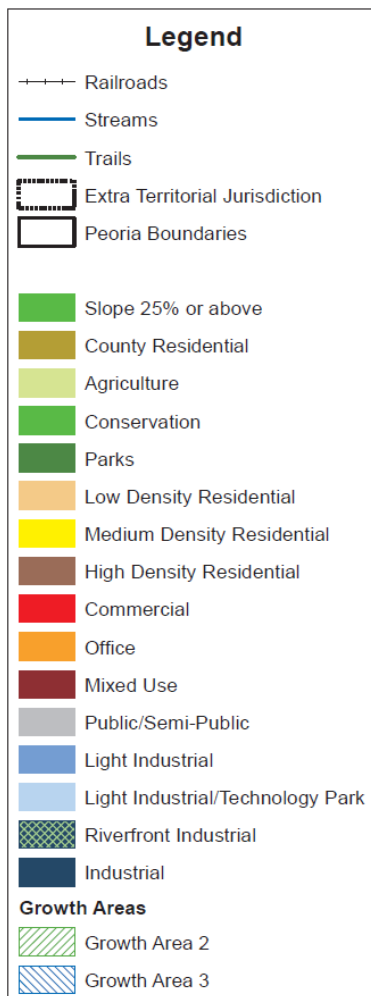 Legend
Railroads
Streams
Trails
Extra Territorial Jurisdiction
Peoria Boundaries
Slope 25% or above
County Residential
Agriculture
Conservation
Parks
Low Density Residential
Medium Density Residential
High Density Residential
Commercial
Office
Mixed Use
Public/Semi-Public
Light Industrial
Light Industrial/Technology Park
Riverfront Industrial
Industrial
Growth Areas
Growth Area 2
Growth Area 3